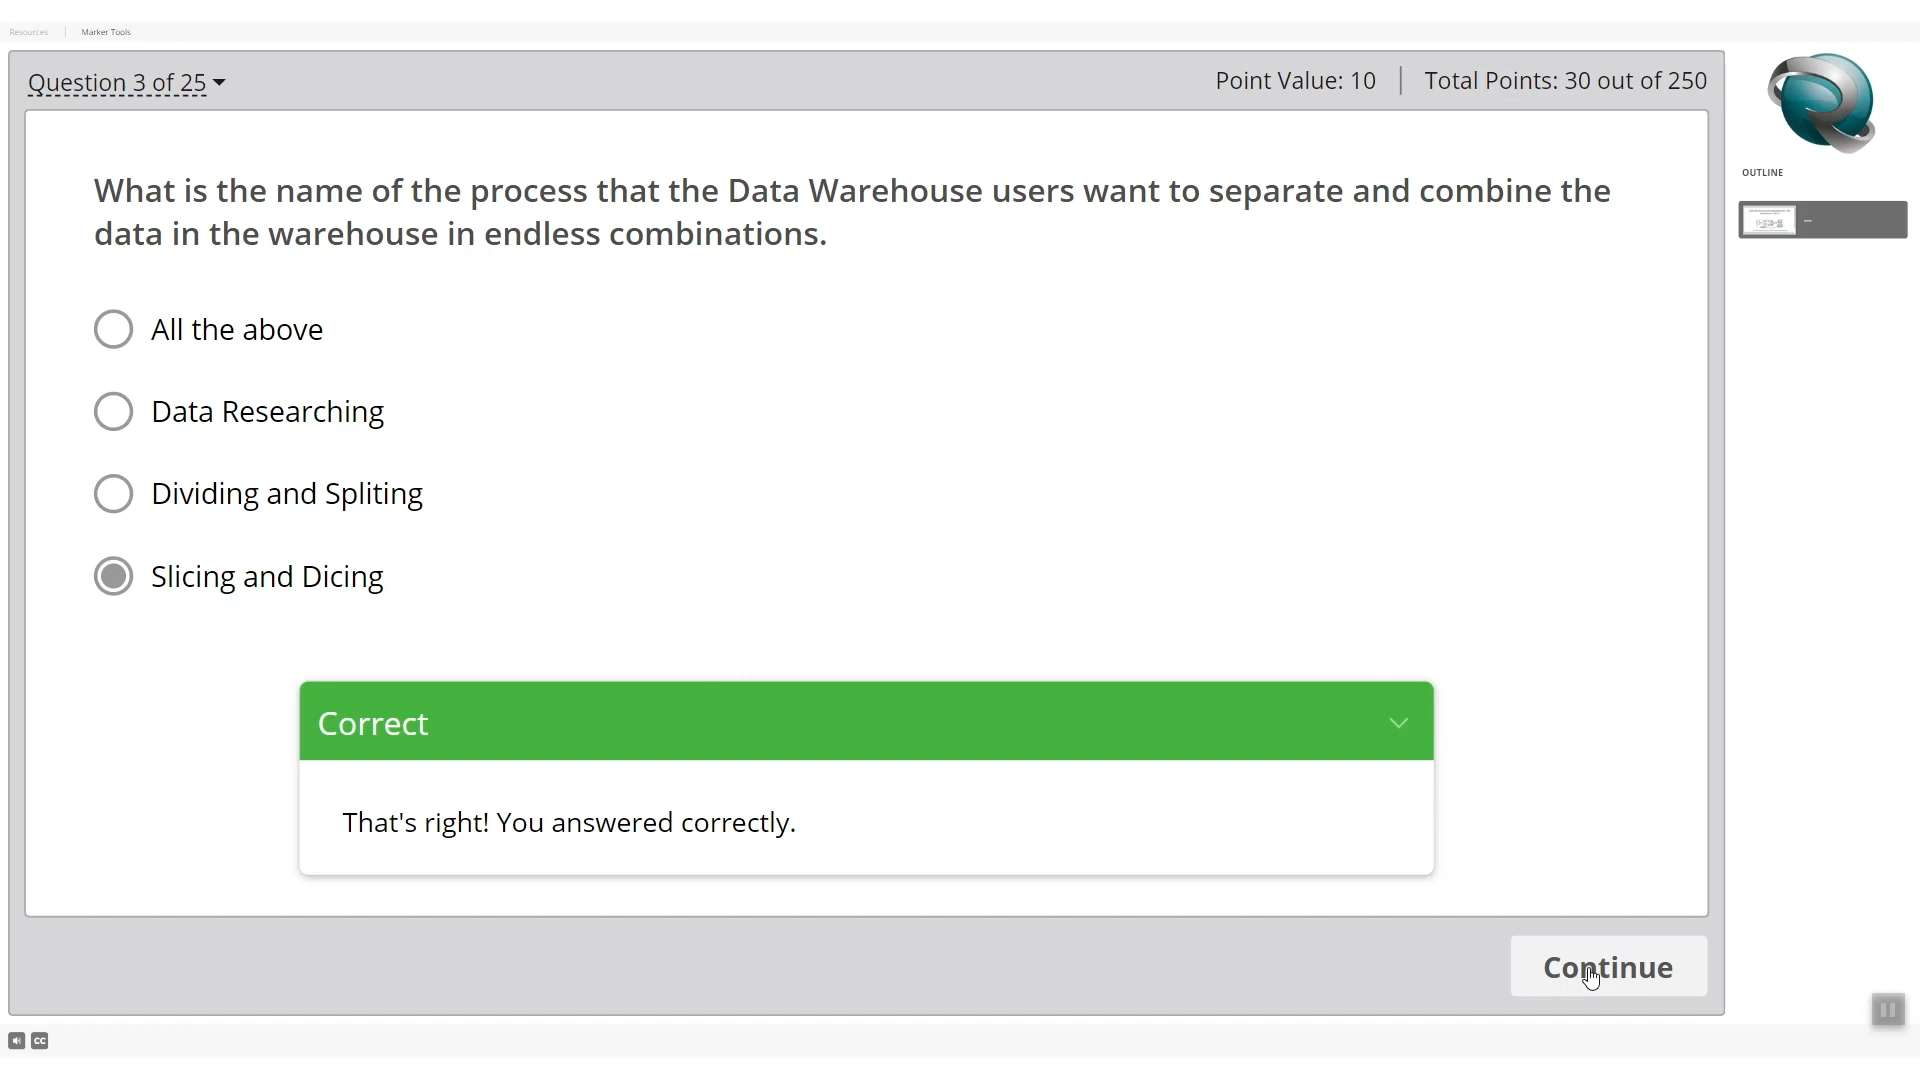 Resources
Marker Tools
Question 3 of 25
Point Value: 10
Total Points: 30 out of 250
What is the name of the process that the Data Warehouse users want to separate and combine the
data in the warehouse in endless combinations.
All the above
Data Researching
Dividing and Spliting
Slicing and Dicing
Correct
That's right! You answered correctly.
Continue
OUTLINE
CC